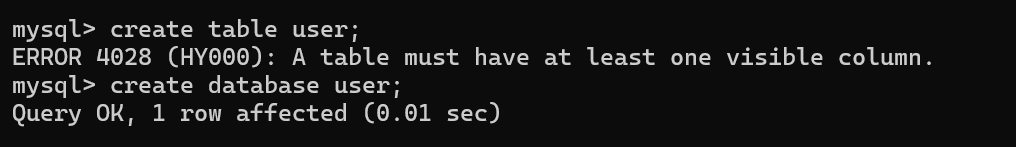 mysql> create table user;
ERROR 4028 (HY000): A table must have at least one visible column.
mysql> create database user;
Query OK, 1 row affected (0.01 sec)